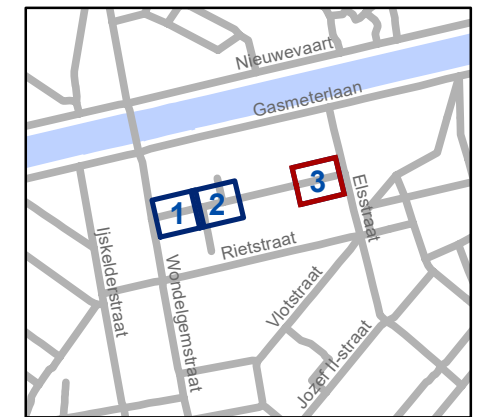 Nieuwevaart
Gasmeterlaan
1
2
3
Elsstraat
Rietstraat
Ijskelderstraat
Wondelgemstraat
Vlotstraat
Jozef II-straat